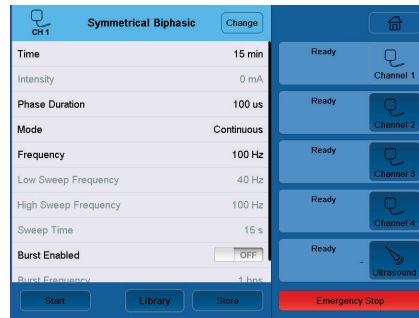 CH 1
Symmetrical Biphasic
Change
Time 15 min
Intensity 0 mA
Phase Duration 100 us
Mode Continuous
Frequency 100 Hz
Low Sweep Frequency 40 Hz
High Sweep Frequency 100 Hz
Sweep Time 15 s
Burst Enabled OFF
Burst Frequency 1 bps
Start
Library
Store
Ready
Channel 1
Ready
Channel 2
Ready
Channel 3
Ready
Channel 4
Ready
-
Ultrasound
Emergency Stop